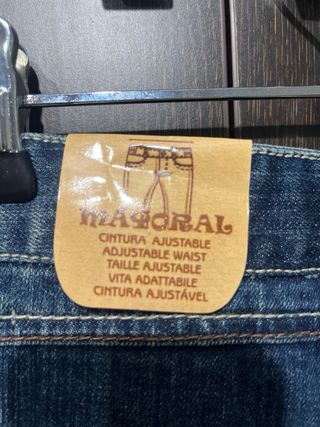 MAYORAL
CINTURA AJUSTABLE
ADJUSTABLE WAIST
TAILLE AJUSTABLE
VITA ADATTABILE
CINTURA AJUSTÁVEL